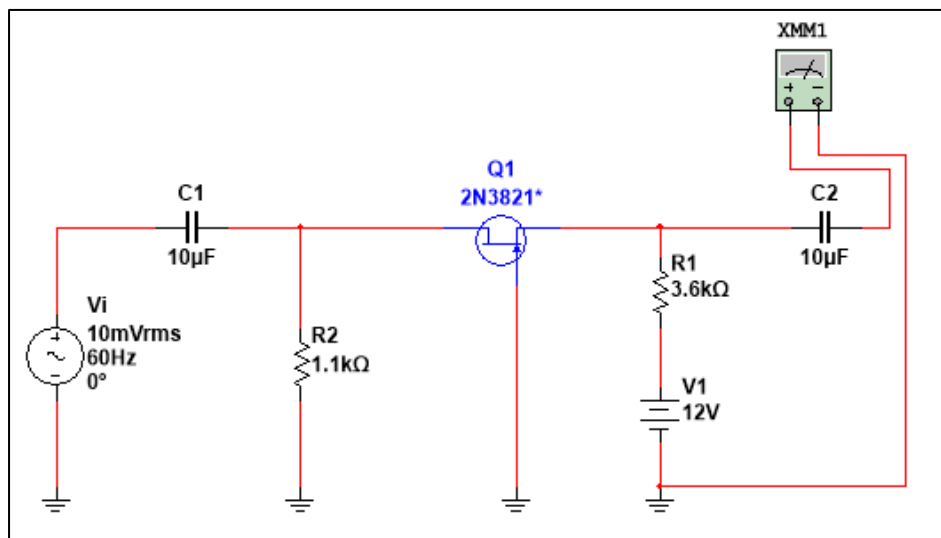 XMM1
Q1
2N3821*
C1
10µF
C2
10µF
R1
3.6kΩ
Vi
10mVrms
60Hz
0°
R2
1.1kΩ
V1
12V